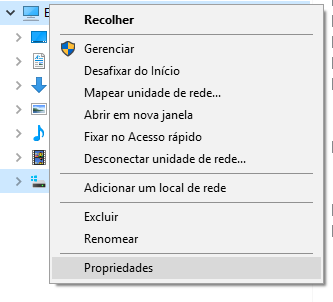 Recolher
Gerenciar
Desafixar do Início
Mapear unidade de rede...
Abrir em nova janela
Fixar no Acesso rápido
Desconectar unidade de rede...
Adicionar um local de rede
Excluir
Renomear
Propriedades